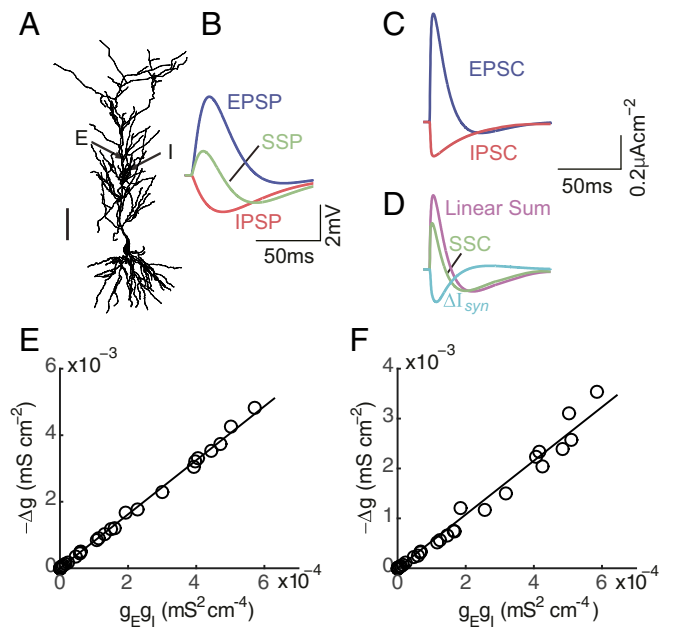 A
B
C
D
E
I
EPSP
SSP
IPSP
50ms
2mV
EPSC
IPSC
50ms
0.2μAcm⁻²
Linear Sum
SSC
ΔI_syn
E
x10⁻³
6
4
2
0
-Δg (mS cm⁻²)
0 2 4 6 x10⁻⁴
g_E g_I (mS² cm⁻⁴)
F
x10⁻³
4
3
2
1
0
-Δg (mS cm⁻²)
0 2 4 6 x10⁻⁴
g_E g_I (mS² cm⁻⁴)